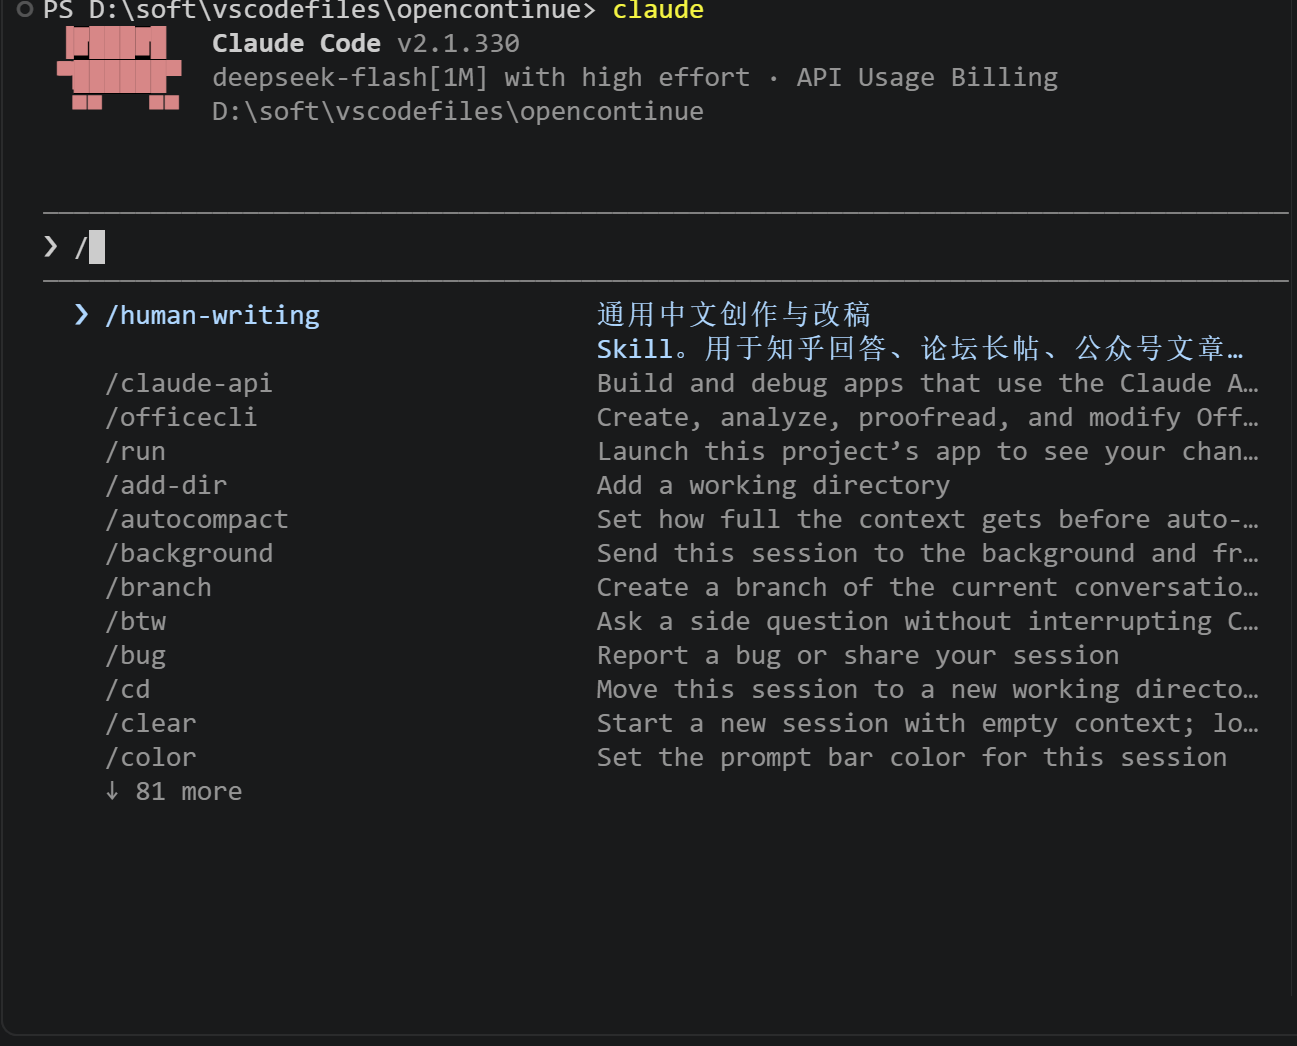 PS D:\soft\vscodefiles\opencontinue> claude
Claude Code v2.1.330
deepseek-flash[1M] with high effort · API Usage Billing
D:\soft\vscodefiles\opencontinue
❯ /
❯ /human-writing 通用中文创作与改稿
Skill。用于知乎回答、论坛长帖、公众号文章…
/claude-api Build and debug apps that use the Claude A…
/officecli Create, analyze, proofread, and modify Off…
/run Launch this project’s app to see your chan…
/add-dir Add a working directory
/autocompact Set how full the context gets before auto-…
/background Send this session to the background and fr…
/branch Create a branch of the current conversatio…
/btw Ask a side question without interrupting C…
/bug Report a bug or share your session
/cd Move this session to a new working directo…
/clear Start a new session with empty context; lo…
/color Set the prompt bar color for this session
↓ 81 more